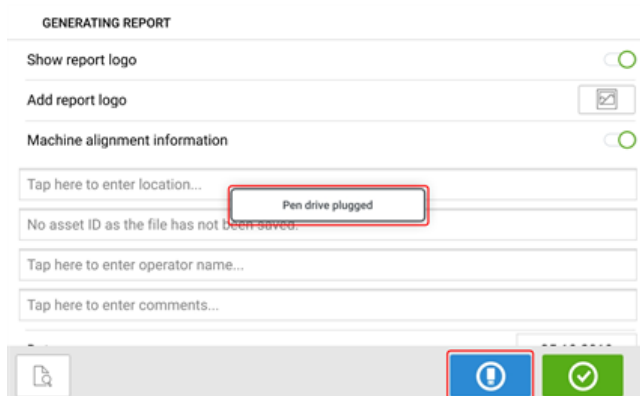 GENERATING REPORT
Show report logo
Add report logo
Machine alignment information
Tap here to enter location...
Pen drive plugged
No asset ID as the file has not been saved.
Tap here to enter operator name...
Tap here to enter comments...